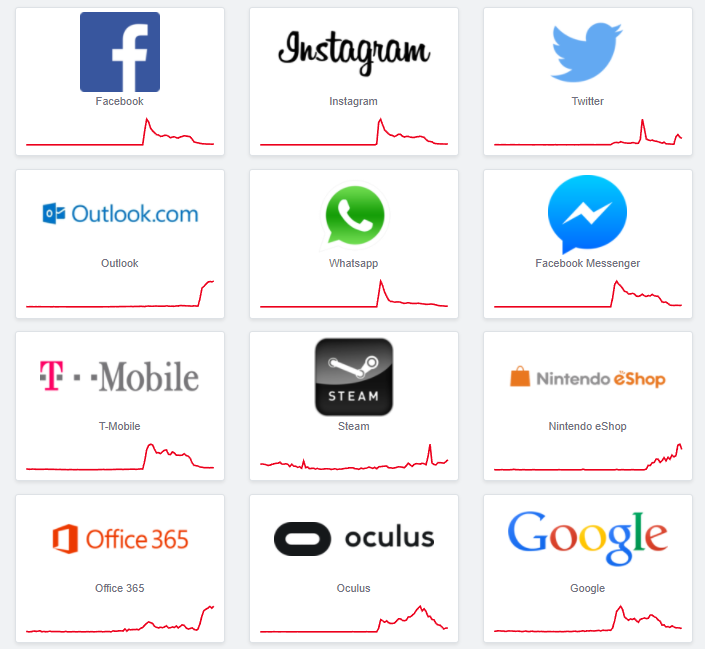 f
Instagram
Facebook
Instagram
Twitter
Outlook.com
Outlook
Whatsapp
Facebook Messenger
T··Mobile
STEAM
Nintendo eShop
T-Mobile
Steam
Nintendo eShop
Office 365
oculus
Google
Office 365
Oculus
Google